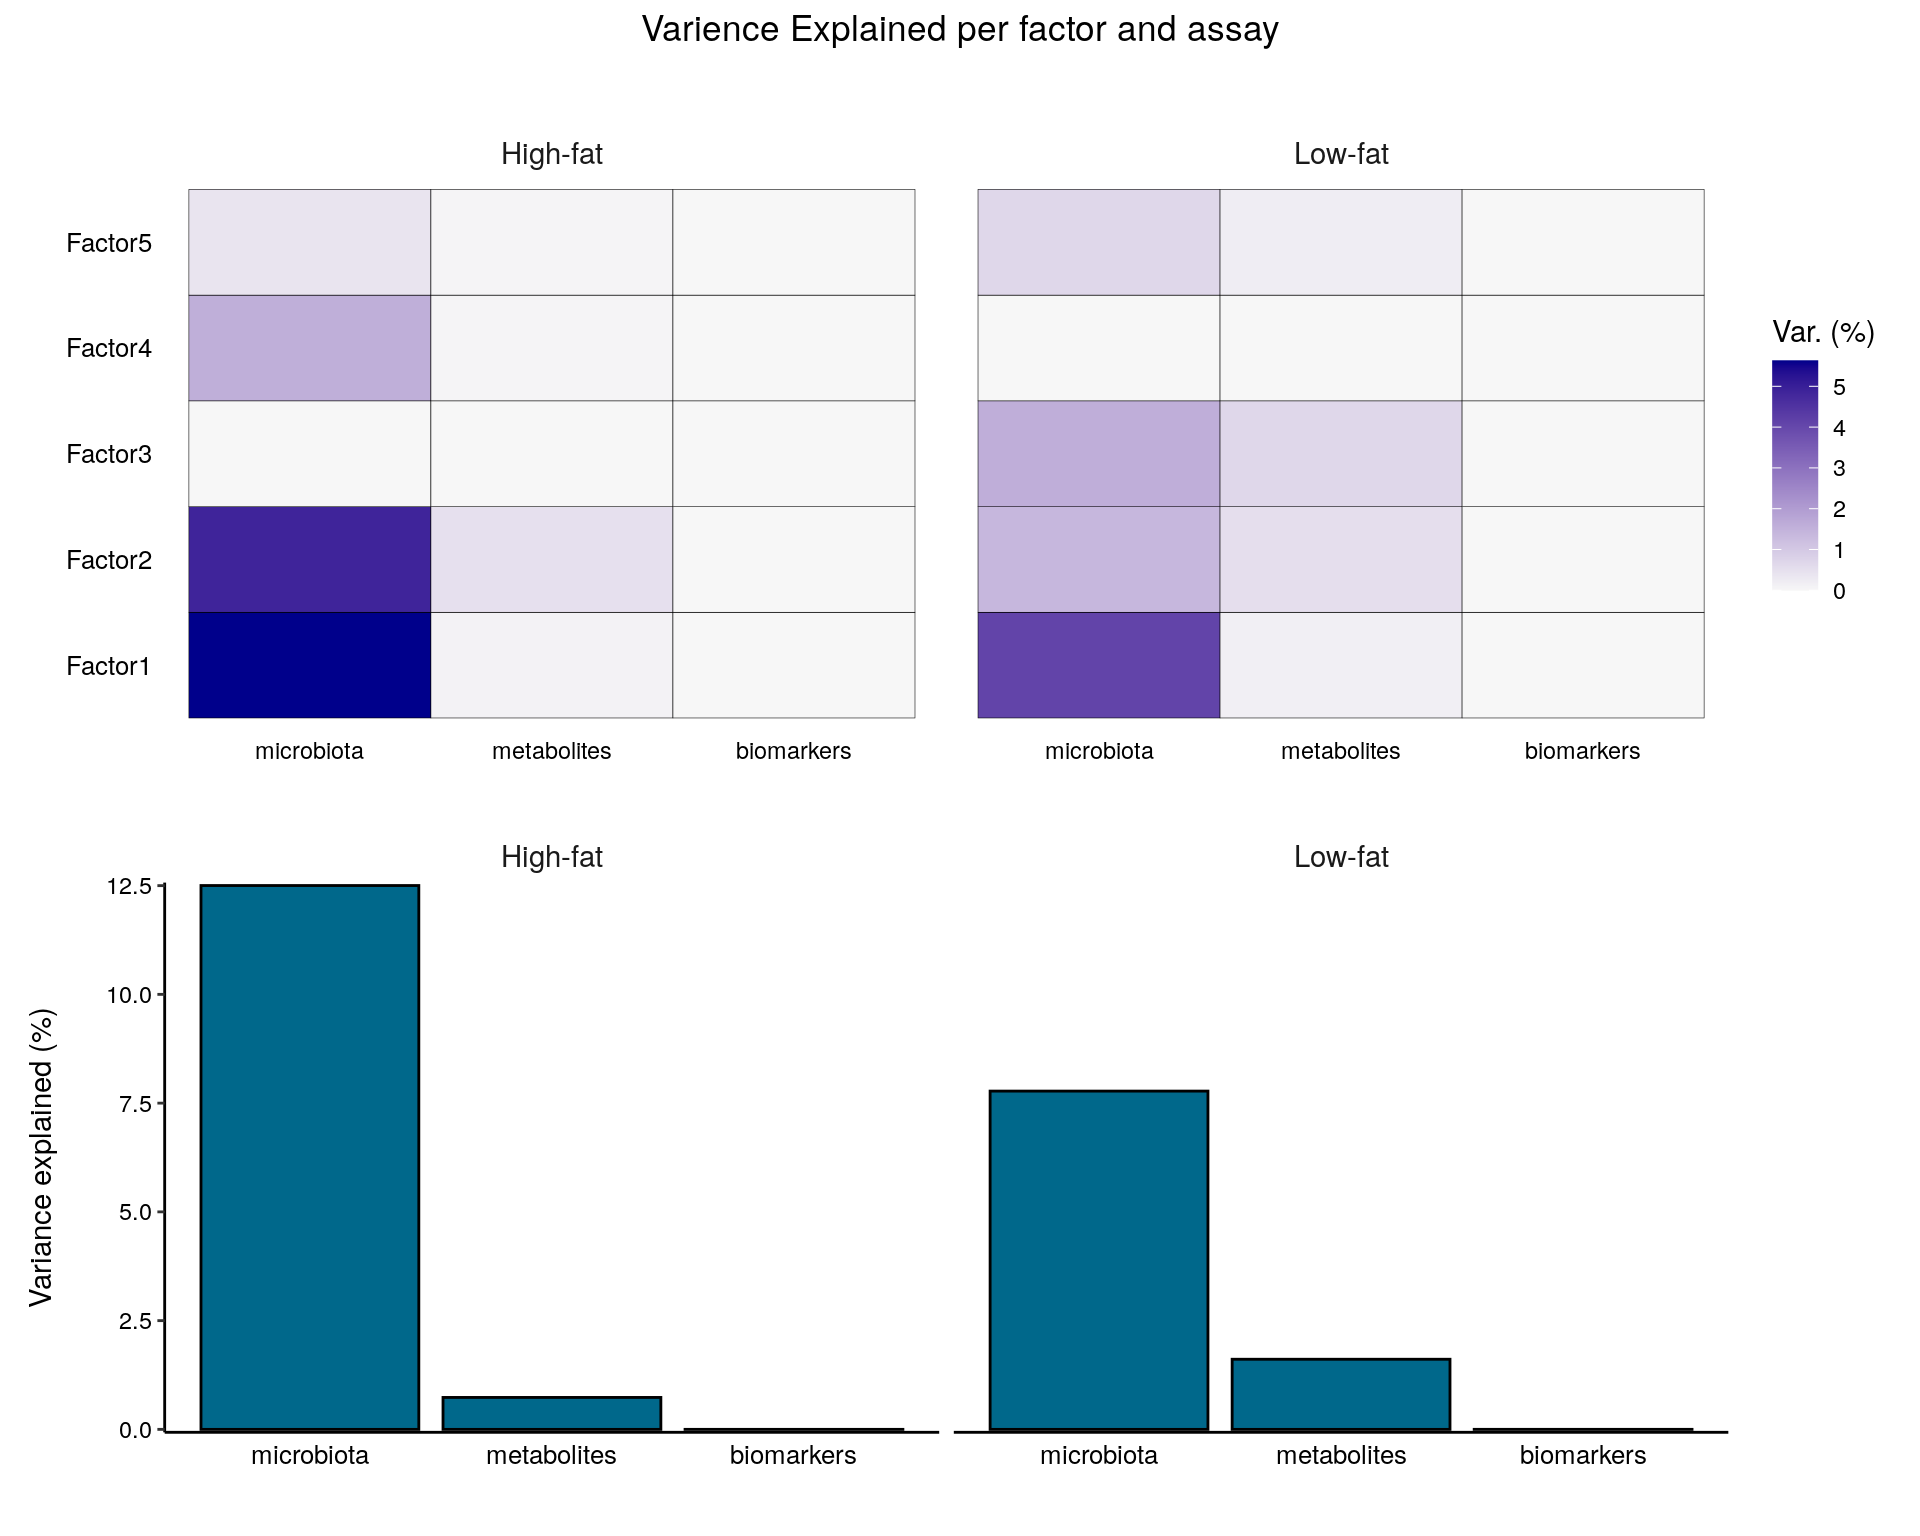 Varience Explained per factor and assay
High-fat
Low-fat
Factor5
Factor4
Factor3
Factor2
Factor1
microbiota
metabolites
biomarkers
microbiota
metabolites
biomarkers
Var. (%)
5
4
3
2
1
0
High-fat
Low-fat
Variance explained (%)
12.5
10.0
7.5
5.0
2.5
0.0
microbiota
metabolites
biomarkers
microbiota
metabolites
biomarkers